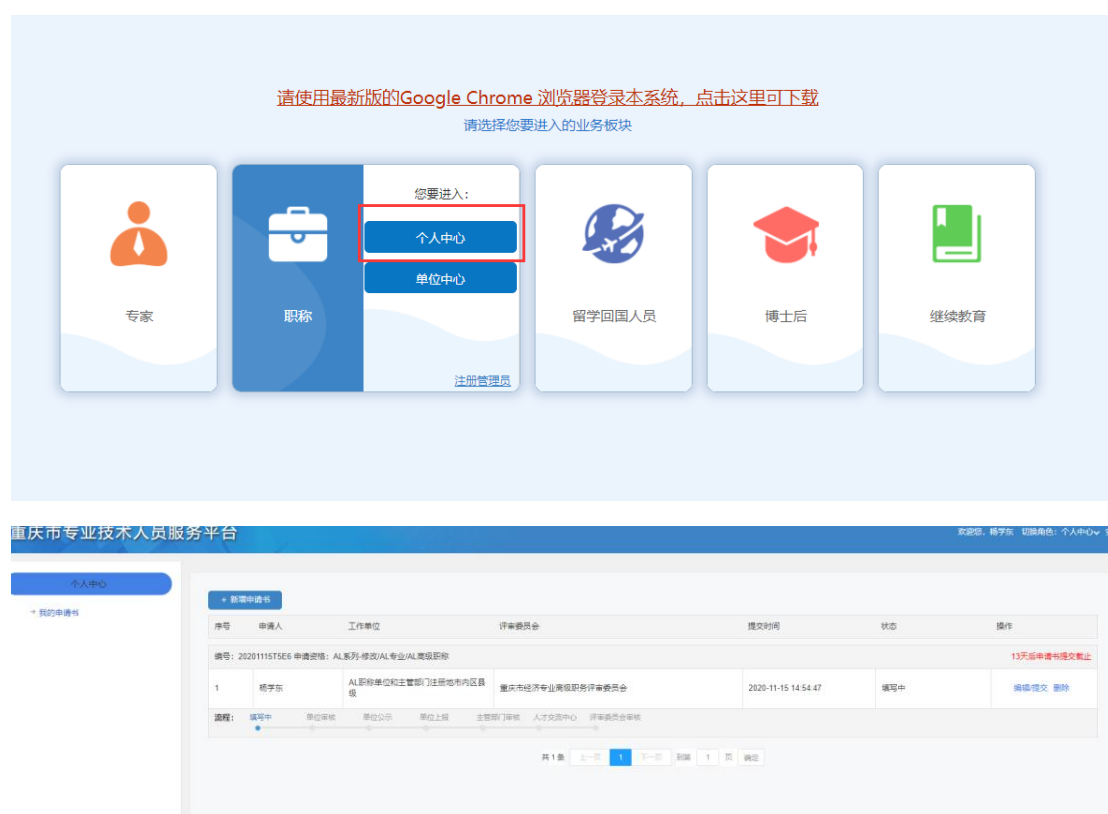 请使用最新版的Google Chrome 浏览器登录本系统，点击这里可下载
请选择您要进入的业务板块
您要进入：
个人中心
单位中心
专家
职称
留学回国人员
博士后
继续教育
注册管理员
重庆市专业技术人员服务平台
欢迎您，杨学东 切换角色：个人中心
个人中心
我的申请书
+ 新增申请书
序号 申请人 工作单位 评审委员会 提交时间 状态 操作
编号：20201115T5E6 申请资格：AL系列-修改/AL专业/AL高级职称 13天后申请书提交截止
1 杨学东 AL职称单位和主管部门注册地市内区县级 重庆市经济专业高级职务评审委员会 2020-11-15 14:54:47 填写中 编辑/提交 删除
流程： 填写中 单位审核 单位公示 单位上报 主管部门审核 人才交流中心 评审委员会审核
共 1 条 上一页 1 下一页 到第 1 页 确定